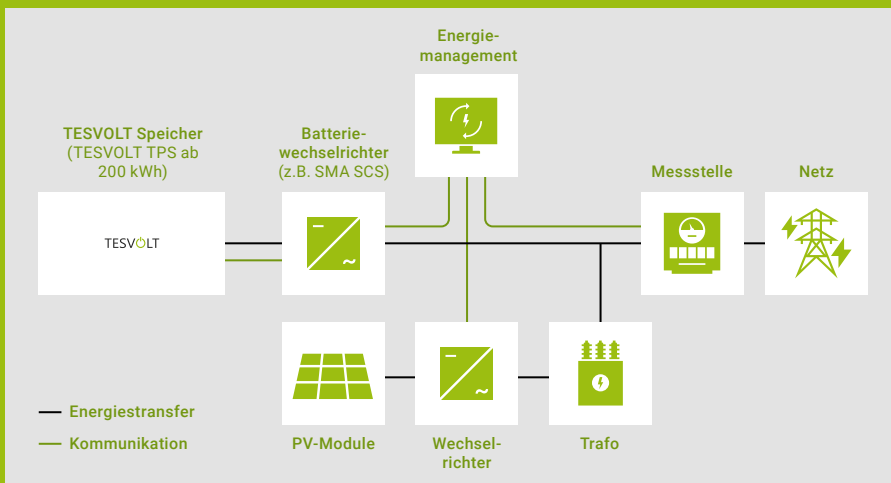 Energie-
management
TESVOLT Speicher
(TESVOLT TPS ab
200 kWh)
Batterie-
wechselrichter
(z.B. SMA SCS)
Messstelle
Netz
TESVOLT
PV-Module
Wechsel-
richter
Trafo
Energiestransfer
Kommunikation